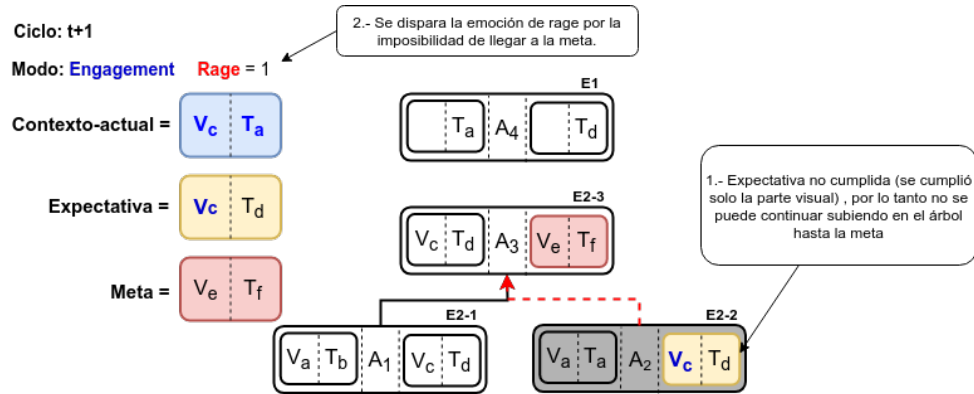 Ciclo: t+1
2.- Se dispara la emoción de rage por la
imposibilidad de llegar a la meta.
Modo: Engagement Rage = 1
Contexto-actual = Vc Ta
E1
Ta A4 Td
1.- Expectativa no cumplida (se cumplió
solo la parte visual) , por lo tanto no se
puede continuar subiendo en el árbol
hasta la meta
Expectativa = Vc Td
E2-3
Vc Td A3 Ve Tf
Meta = Ve Tf
E2-1
Va Tb A1 Vc Td
E2-2
Va Ta A2 Vc Td